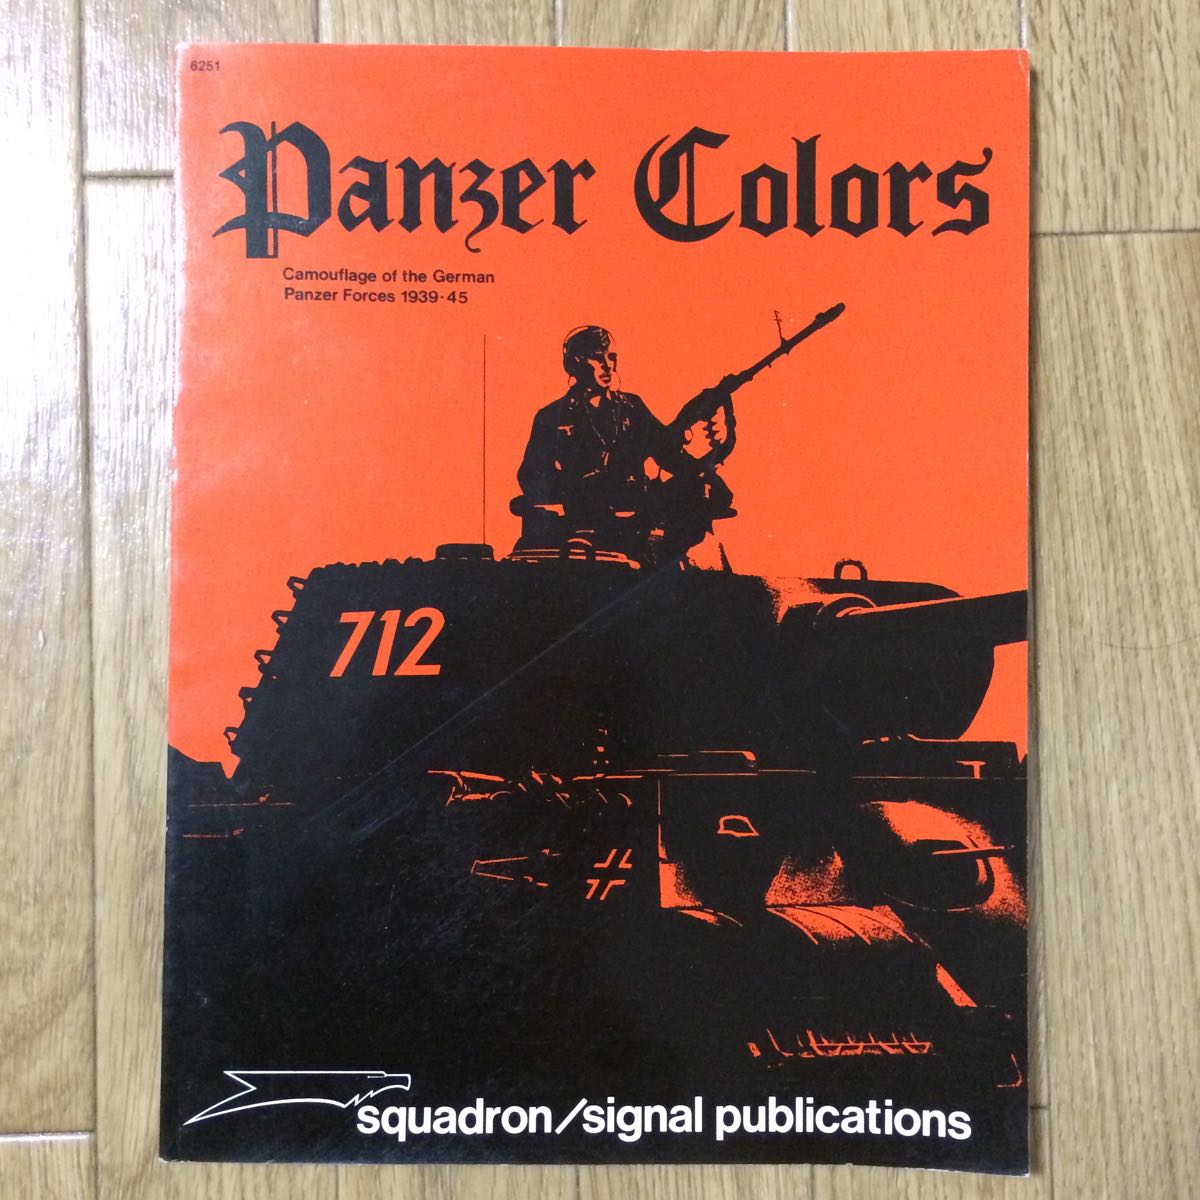 6251
Panzer Colors
Camouflage of the German
Panzer Forces 1939·45
712
squadron/signal publications